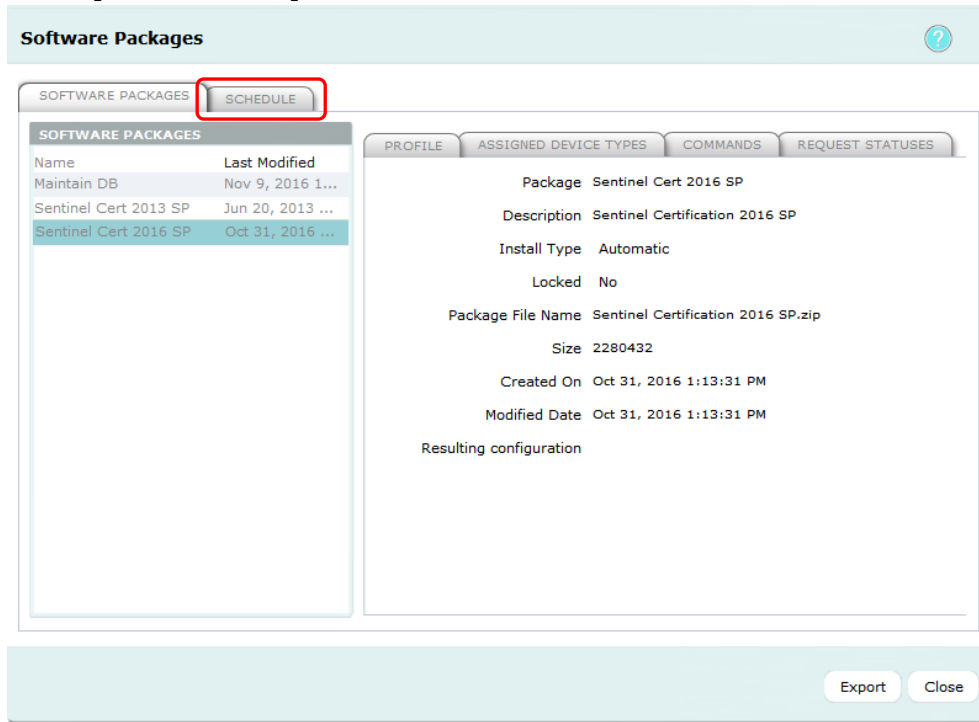 Software Packages
?
SOFTWARE PACKAGES SCHEDULE
SOFTWARE PACKAGES
Name Last Modified
Maintain DB Nov 9, 2016 1...
Sentinel Cert 2013 SP Jun 20, 2013 ...
Sentinel Cert 2016 SP Oct 31, 2016 ...
PROFILE ASSIGNED DEVICE TYPES COMMANDS REQUEST STATUSES
Package Sentinel Cert 2016 SP
Description Sentinel Certification 2016 SP
Install Type Automatic
Locked No
Package File Name Sentinel Certification 2016 SP.zip
Size 2280432
Created On Oct 31, 2016 1:13:31 PM
Modified Date Oct 31, 2016 1:13:31 PM
Resulting configuration
Export Close